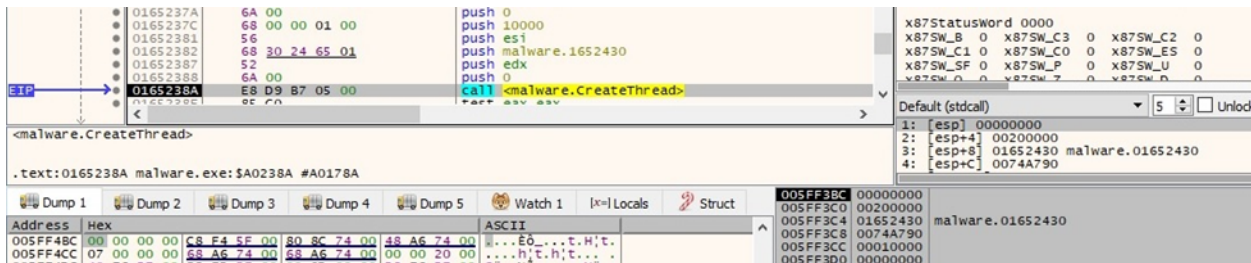 0165237A 6A 00 push 0
0165237C 68 00 00 01 00 push 10000
01652381 56 push esi
01652382 68 30 24 65 01 push malware.1652430
01652387 52 push edx
01652388 6A 00 push 0
EIP 0165238A E8 D9 B7 05 00 call <malware.CreateThread>
x87StatusWord 0000
x87SW_B 0 x87SW_C3 0 x87SW_C2 0
x87SW_C1 0 x87SW_C0 0 x87SW_ES 0
x87SW_SF 0 x87SW_P 0 x87SW_U 0
Default (stdcall) 5 Unlock
1: [esp] 00000000
2: [esp+4] 00200000
3: [esp+8] 01652430 malware.01652430
4: [esp+C] 0074A790
<malware.CreateThread>
.text:0165238A malware.exe:$A0238A #A0178A
Dump 1 Dump 2 Dump 3 Dump 4 Dump 5 Watch 1 [x=] Locals Struct
Address Hex ASCII
005FF4BC 00 00 00 00 C8 F4 5F 00 80 8C 74 00 48 A6 74 00 ....Èô_...t.H¦t.
005FF4CC 07 00 00 00 68 A6 74 00 68 A6 74 00 00 00 20 00 ....h¦t.h¦t... .
005FF3BC 00000000
005FF3C0 00200000
005FF3C4 01652430 malware.01652430
005FF3C8 0074A790
005FF3CC 00010000
005FF3D0 00000000